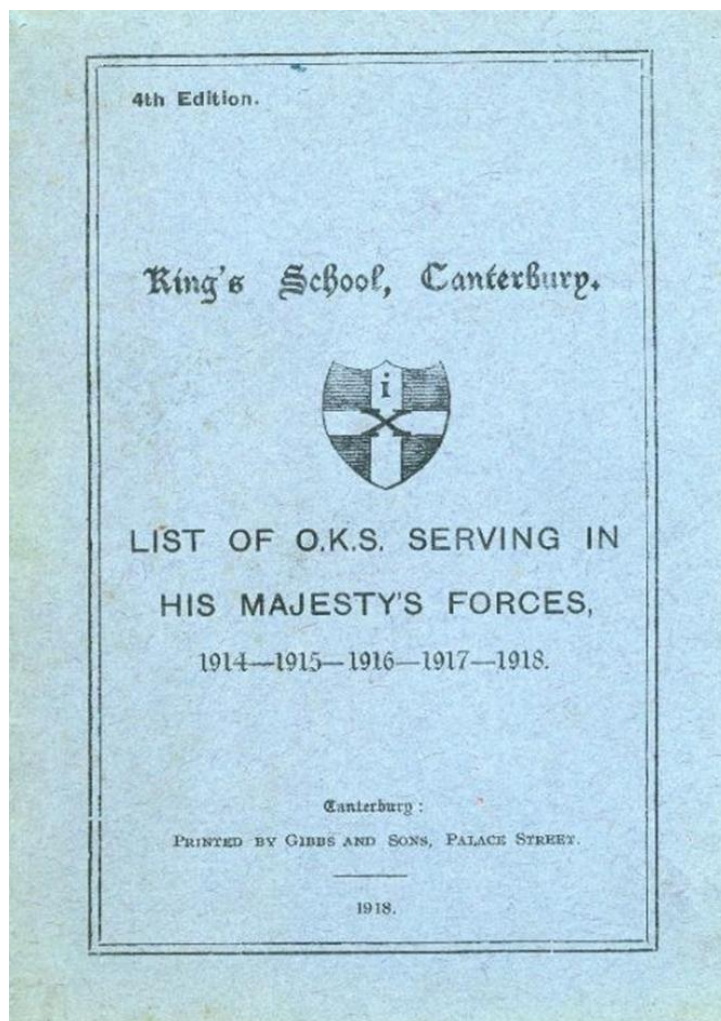 4th Edition.
King's School, Canterbury.
i
X
LIST OF O.K.S. SERVING IN
HIS MAJESTY'S FORCES,
1914—1915—1916—1917—1918.
Canterbury :
PRINTED BY GIBBS AND SONS, PALACE STREET.
1918.